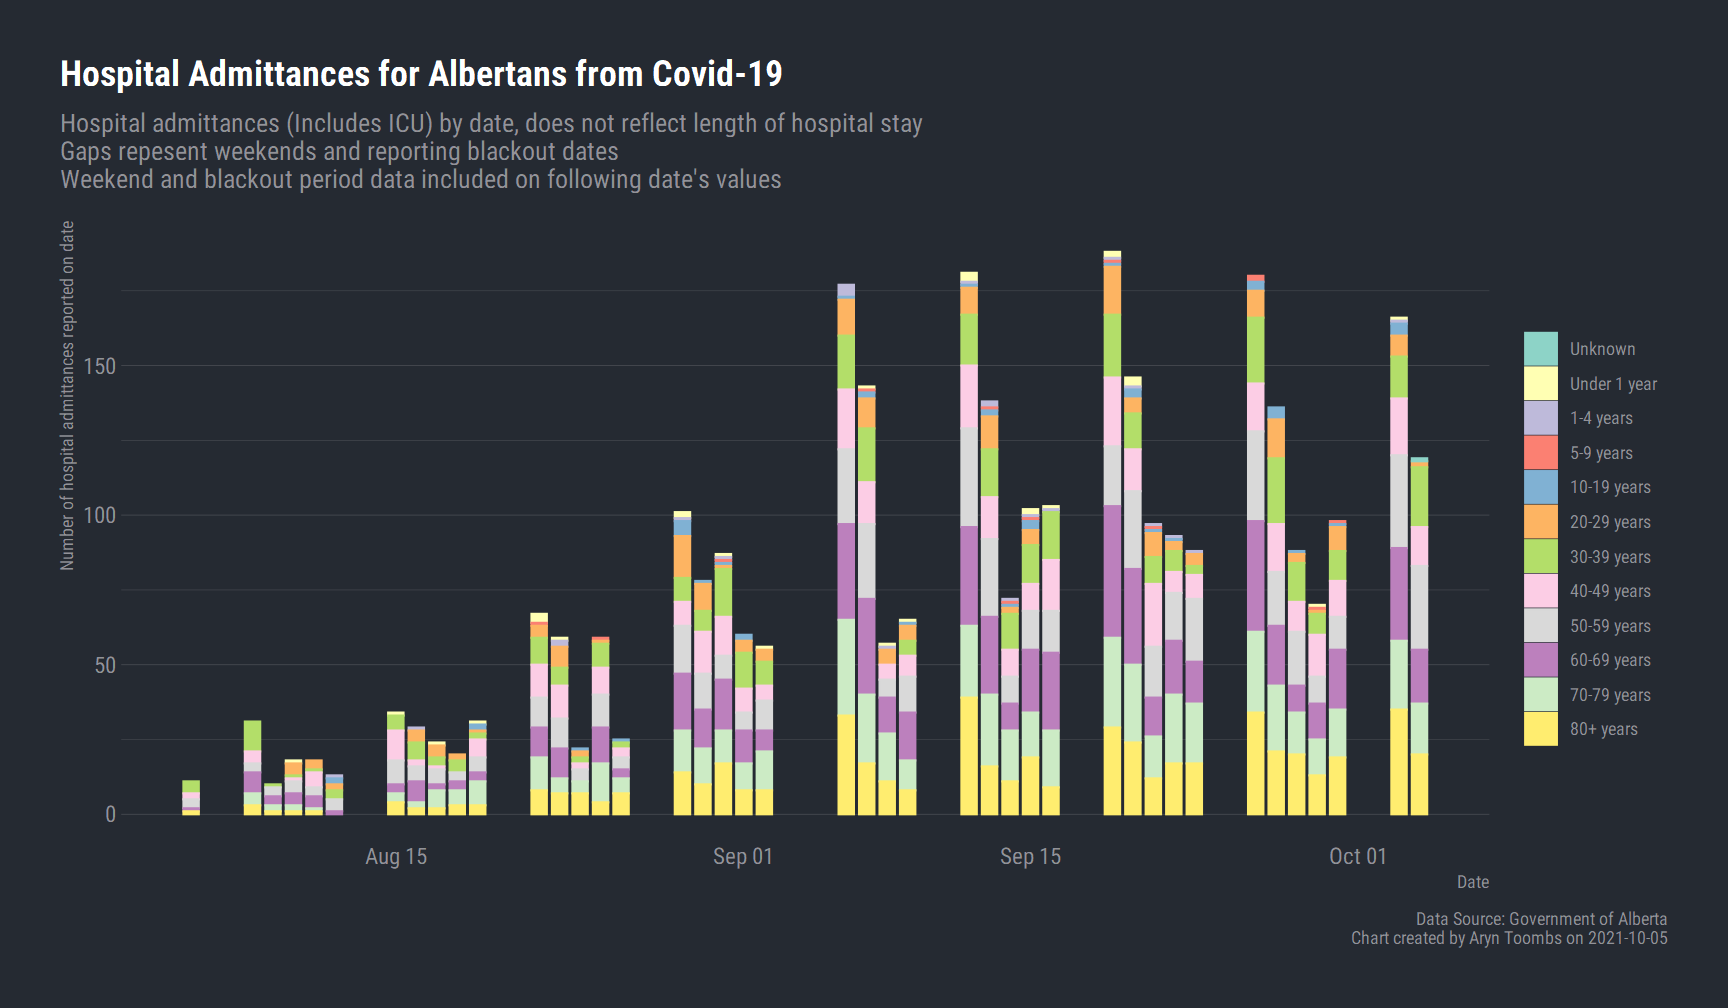 Hospital Admittances for Albertans from Covid-19
Hospital admittances (Includes ICU) by date, does not reflect length of hospital stay
Gaps repesent weekends and reporting blackout dates
Weekend and blackout period data included on following date's values
Number of hospital admittances reported on date
150
100
50
0
Aug 15
Sep 01
Sep 15
Oct 01
Date
Unknown
Under 1 year
1-4 years
5-9 years
10-19 years
20-29 years
30-39 years
40-49 years
50-59 years
60-69 years
70-79 years
80+ years
Data Source: Government of Alberta
Chart created by Aryn Toombs on 2021-10-05